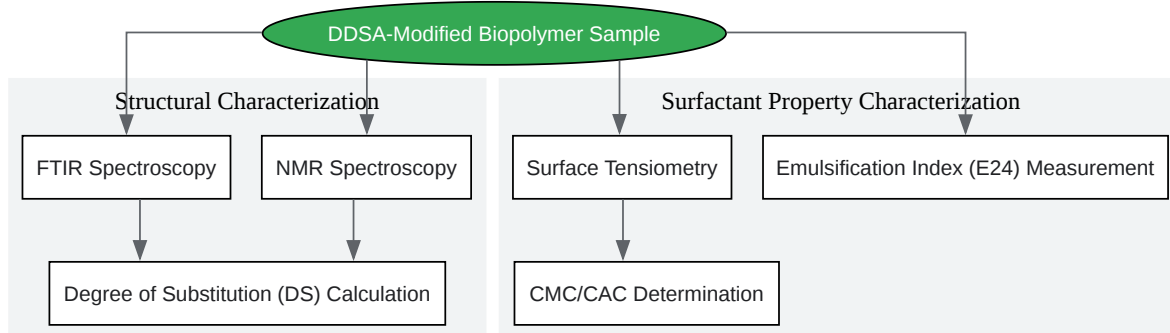 DDSA-Modified Biopolymer Sample
Structural Characterization
Surfactant Property Characterization
FTIR Spectroscopy
NMR Spectroscopy
Surface Tensiometry
Emulsification Index (E24) Measurement
Degree of Substitution (DS) Calculation
CMC/CAC Determination